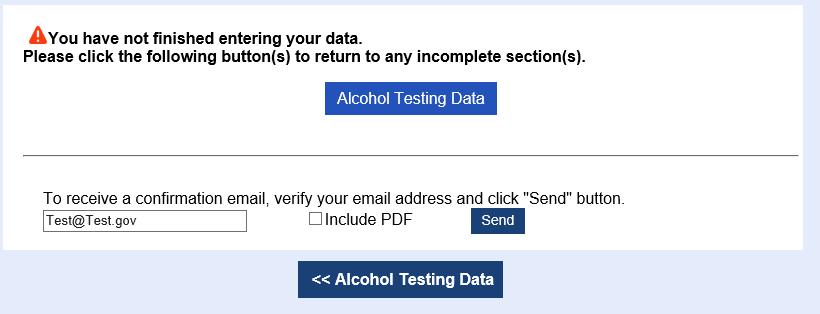 You have not finished entering your data.
Please click the following button(s) to return to any incomplete section(s).
Alcohol Testing Data
To receive a confirmation email, verify your email address and click "Send" button.
Test@Test.gov Include PDF Send
<< Alcohol Testing Data